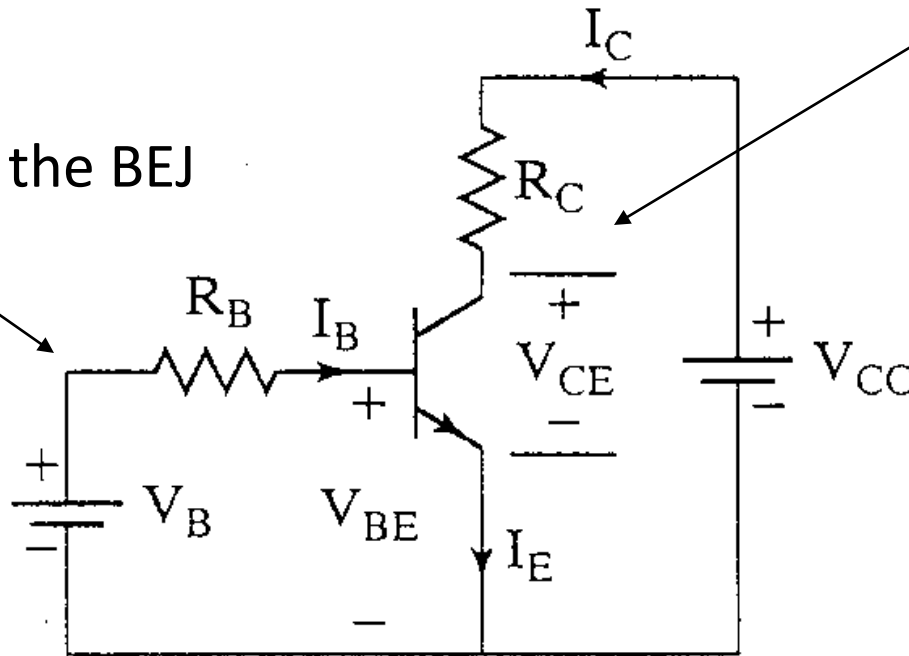 I_C
the BEJ
R_C
R_B
I_B
+
+
V_CE
+
V_CC
−
−
+
V_B
−
V_BE
I_E
−